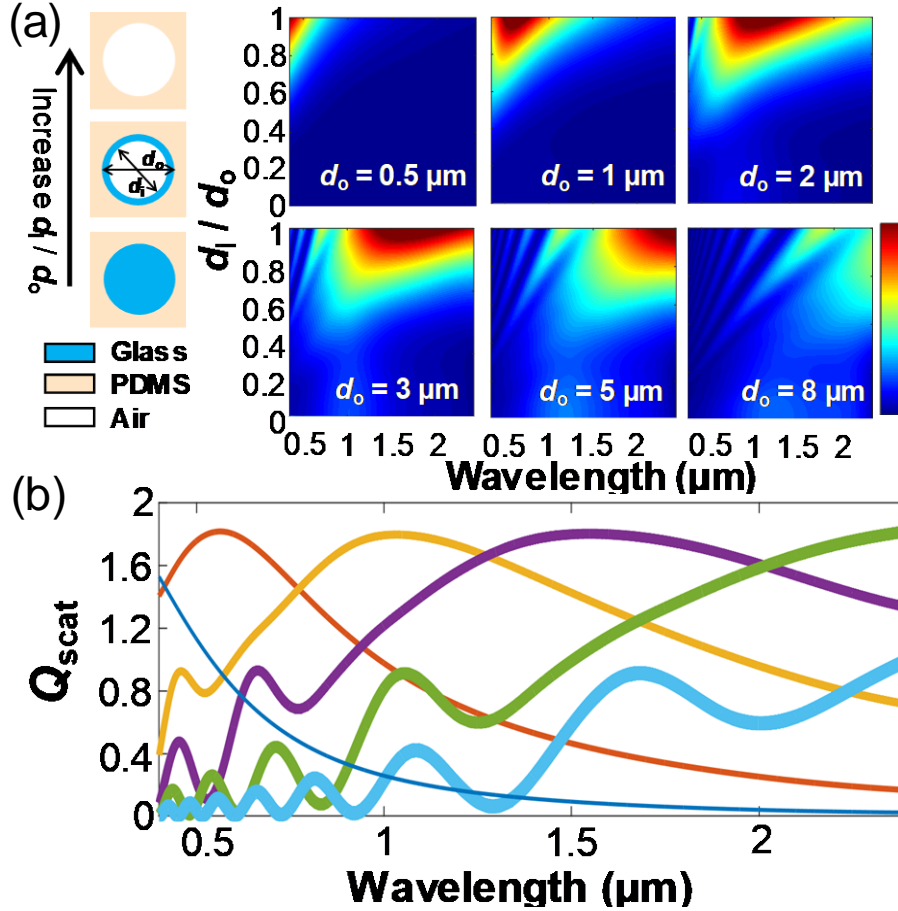 (a)
Increase dᵢ / dₒ
dₒ
dᵢ
Glass
PDMS
Air
dᵢ / dₒ
1
0.8
0.6
0.4
0.2
0
dₒ = 0.5 µm
dₒ = 1 µm
dₒ = 2 µm
1
0.8
0.6
0.4
0.2
0
dₒ = 3 µm
dₒ = 5 µm
dₒ = 8 µm
0.5 1 1.5 2
0.5 1 1.5 2
0.5 1 1.5 2
Wavelength (µm)
(b)
Qscat
2
1.6
1.2
0.8
0.4
0
0.5 1 1.5 2
Wavelength (µm)